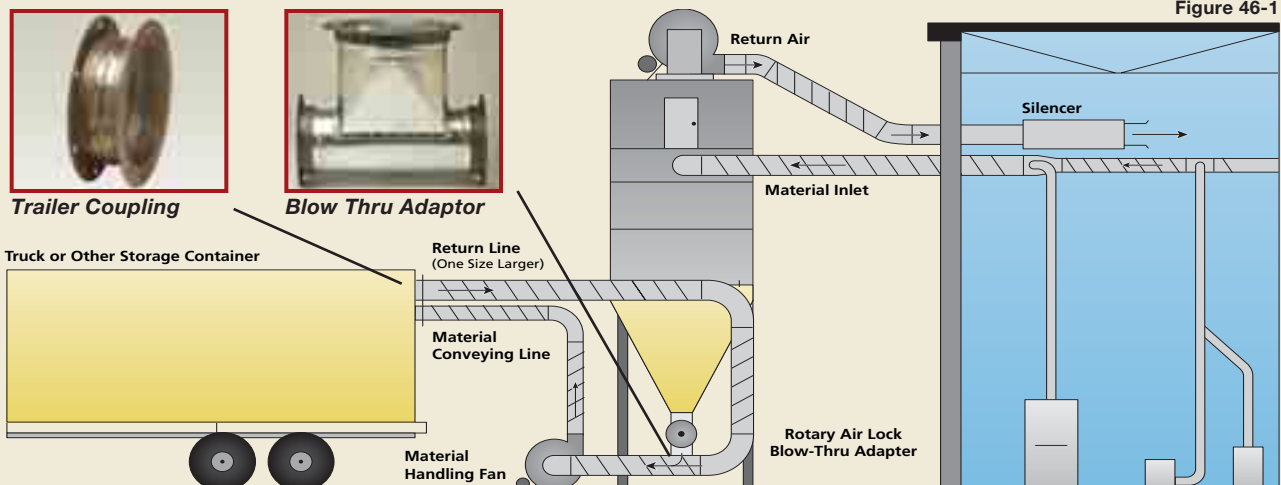 Figure 46-1
Return Air
Silencer
Material Inlet
Trailer Coupling
Blow Thru Adaptor
Truck or Other Storage Container
Return Line
(One Size Larger)
Material
Conveying Line
Material
Handling Fan
Rotary Air Lock
Blow-Thru Adapter